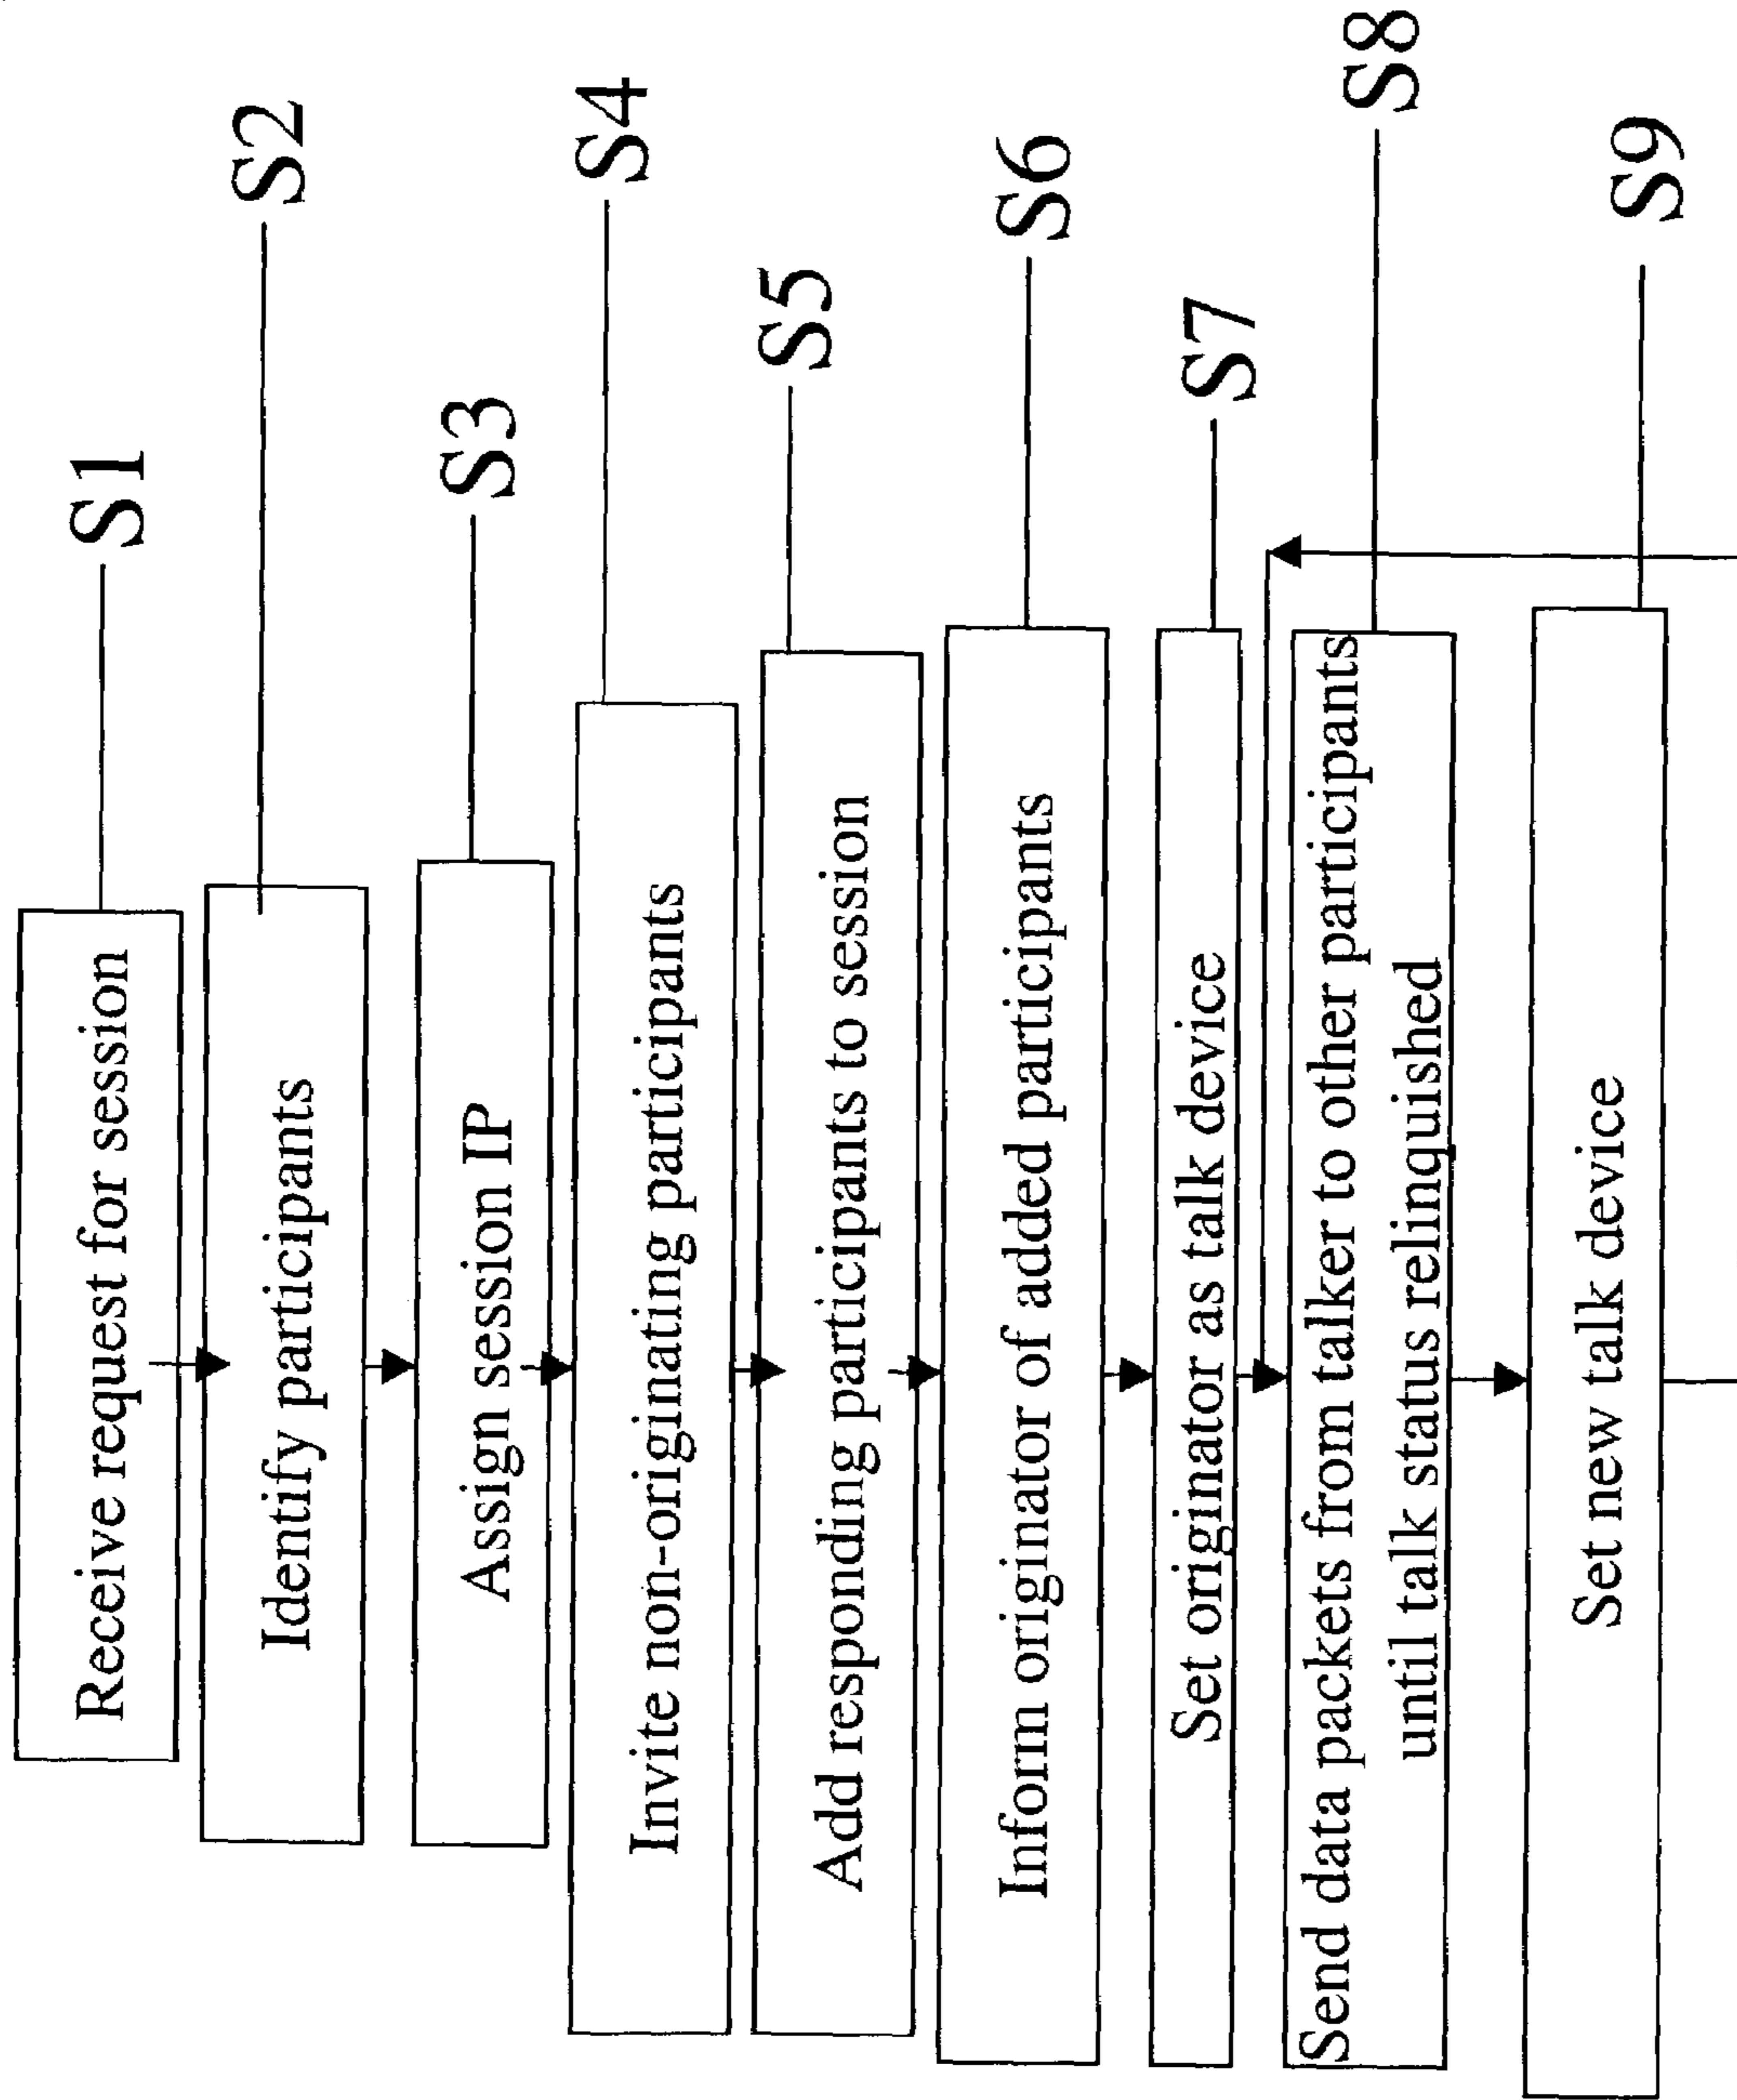 Receive request for session
S1
Identify participants
S2
Assign session IP
S3
Invite non-originating participants
S4
Add responding participants to session
S5
Inform originator of added participants
S6
Set originator as talk device
S7
Send data packets from talker to other participants
until talk status relinquished
S8
Set new talk device
S9